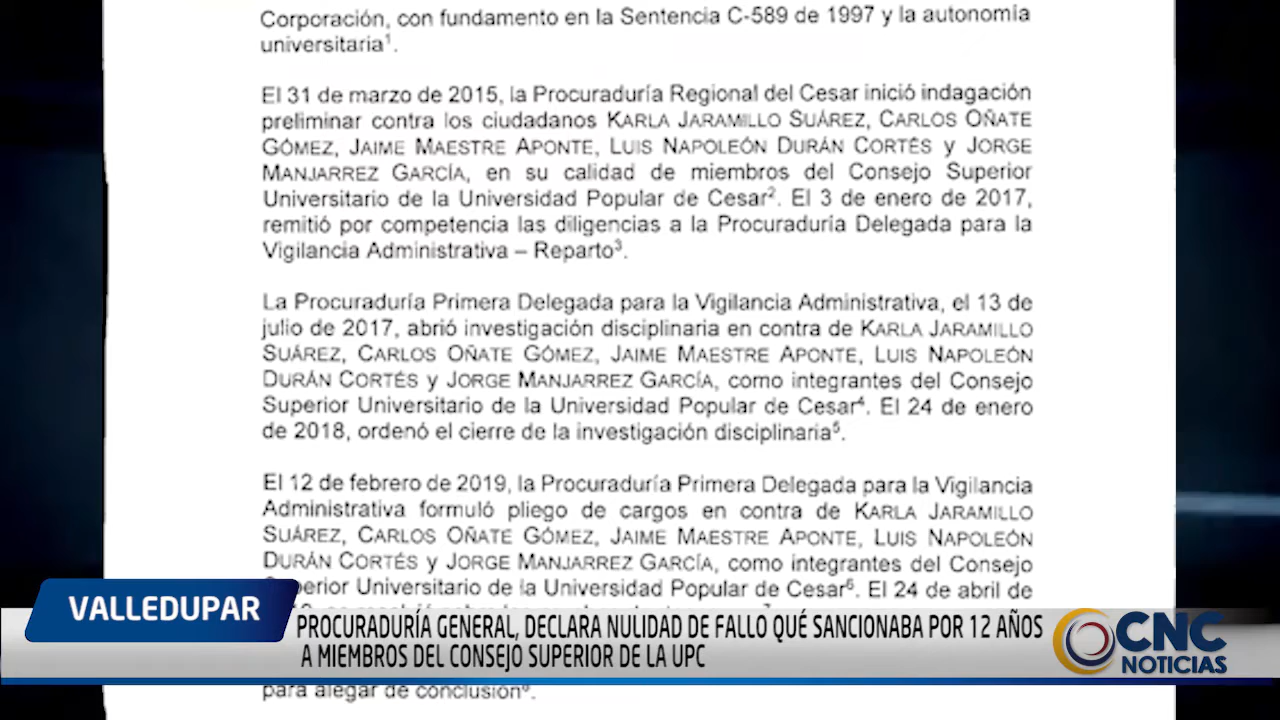 Corporación, con fundamento en la Sentencia C-589 de 1997 y la autonomía
universitaria¹.
El 31 de marzo de 2015, la Procuraduría Regional del Cesar inició indagación
preliminar contra los ciudadanos KARLA JARAMILLO SUÁREZ, CARLOS OÑATE
GÓMEZ, JAIME MAESTRE APONTE, LUIS NAPOLEÓN DURÁN CORTÉS y JORGE
MANJARREZ GARCÍA, en su calidad de miembros del Consejo Superior
Universitario de la Universidad Popular de Cesar². El 3 de enero de 2017,
remitió por competencia las diligencias a la Procuraduría Delegada para la
Vigilancia Administrativa – Reparto³.
La Procuraduría Primera Delegada para la Vigilancia Administrativa, el 13 de
julio de 2017, abrió investigación disciplinaria en contra de KARLA JARAMILLO
SUÁREZ, CARLOS OÑATE GÓMEZ, JAIME MAESTRE APONTE, LUIS NAPOLEÓN
DURÁN CORTÉS y JORGE MANJARREZ GARCÍA, como integrantes del Consejo
Superior Universitario de la Universidad Popular de Cesar⁴. El 24 de enero
de 2018, ordenó el cierre de la investigación disciplinaria⁵.
El 12 de febrero de 2019, la Procuraduría Primera Delegada para la Vigilancia
Administrativa formuló pliego de cargos en contra de KARLA JARAMILLO
SUÁREZ, CARLOS OÑATE GÓMEZ, JAIME MAESTRE APONTE, LUIS NAPOLEÓN
DURÁN CORTÉS y JORGE MANJARREZ GARCÍA, como integrantes del Consejo
Universitario de la Universidad Popular de Cesar⁶. El 24 de abril de
para alegar de conclusión⁸.
VALLEDUPAR
PROCURADURÍA GENERAL, DECLARA NULIDAD DE FALLO QUÉ SANCIONABA POR 12 AÑOS
A MIEMBROS DEL CONSEJO SUPERIOR DE LA UPC
CNC
NOTICIAS